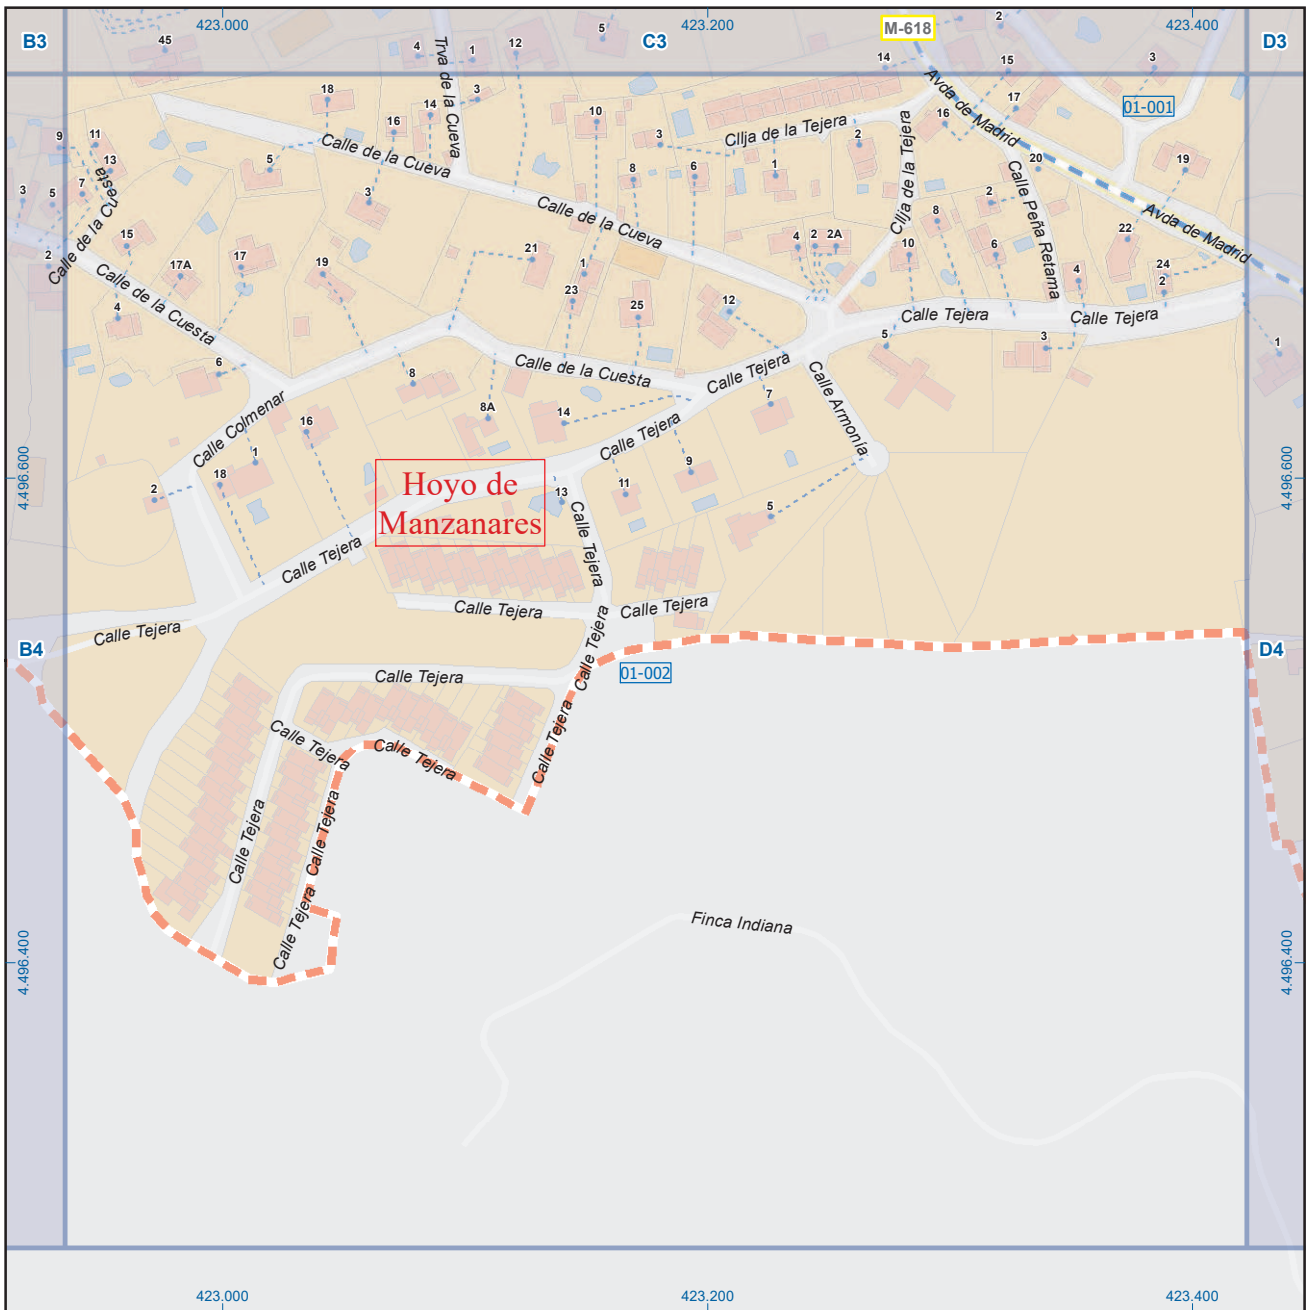 423.000
423.200
423.400
B3
C3
D3
M-618
45
4
1
12
5
2
14
15
3
Trva de la Cueva
18
14
3
16
10
3
Cllja de la Tejera
2
16
17
01-001
Avda de Madrid
9
11
13
7
3
5
Calle de la Cuesta
5
Calle de la Cueva
3
8
6
1
Cllja de la Tejera
20
19
2
Calle Peña Retama
Avda de Madrid
15
2
17A
17
19
21
Calle de la Cueva
4
2
2A
10
8
6
22
24
4
2
Calle de la Cuesta
4
1
23
25
12
Calle Tejera
Calle Tejera
5
3
1
6
8
Calle de la Cuesta
Calle Tejera
Calle Armonía
7
8A
14
Calle Colmenar
16
Calle Tejera
1
18
2
9
11
13
5
4.496.600
4.496.600
Hoyo de
Manzanares
Calle Tejera
Calle Tejera
Calle Tejera
Calle Tejera
Calle Tejera
Calle Tejera
B4
D4
01-002
Calle Tejera
Calle Tejera
Calle Tejera
Calle Tejera
Calle Tejera
Calle Tejera
Calle Tejera
Calle Tejera
Finca Indiana
4.496.400
4.496.400
423.000
423.200
423.400